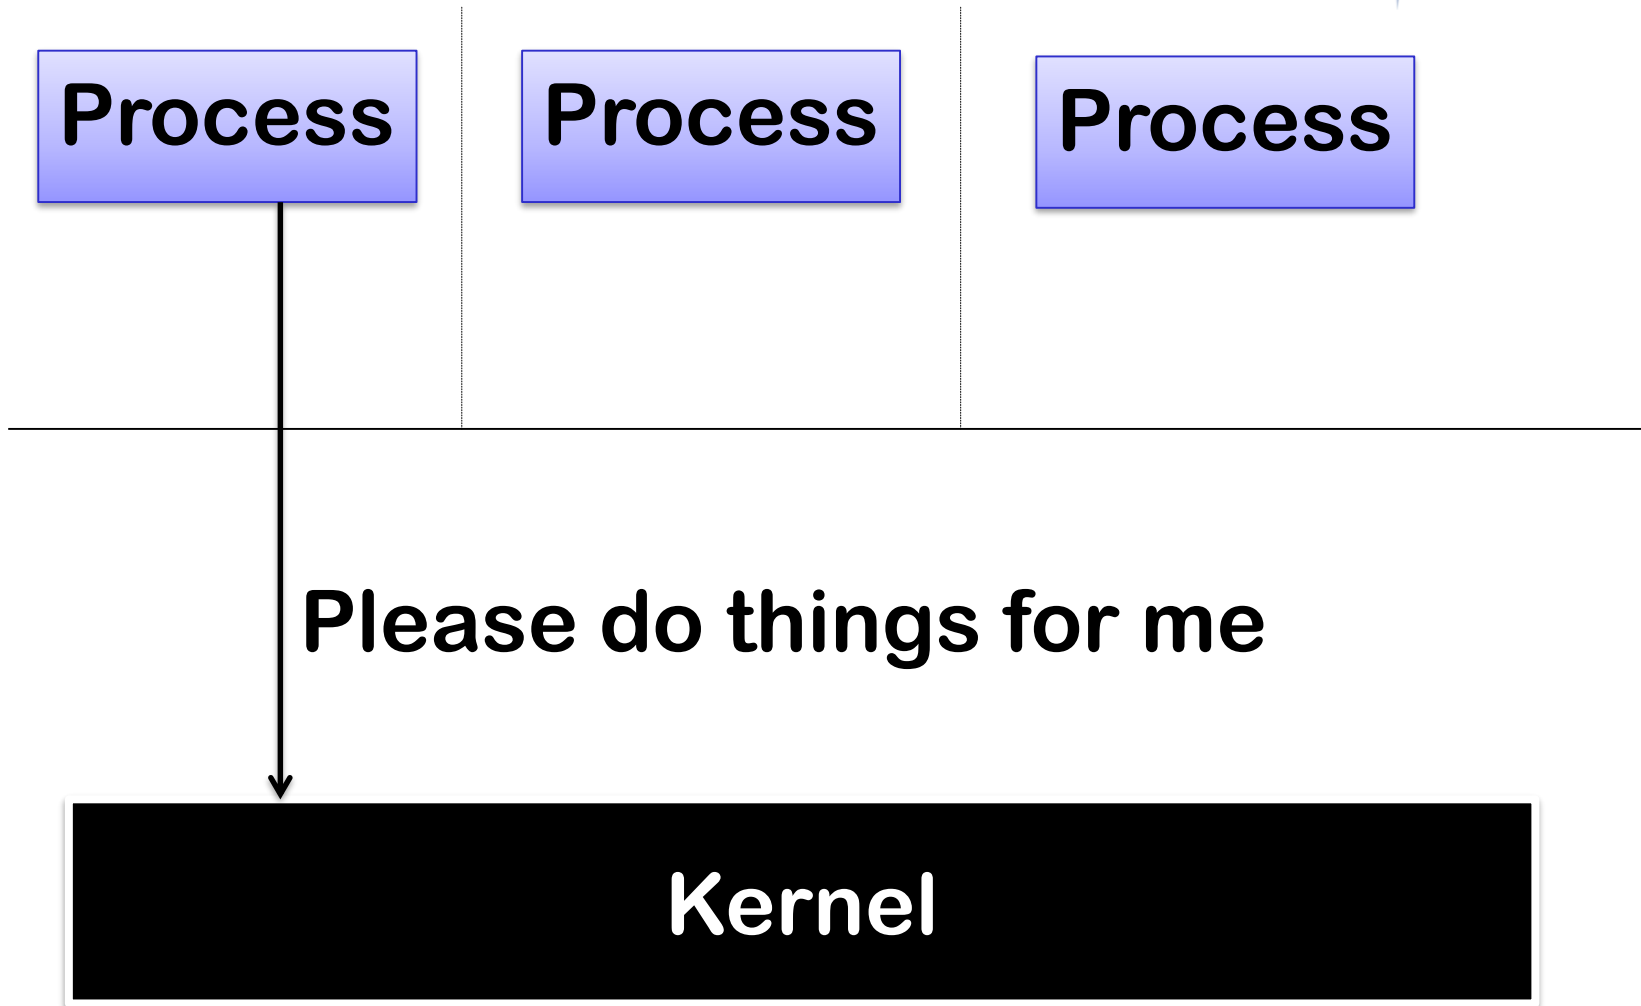 Process
Process
Process
Please do things for me
Kernel